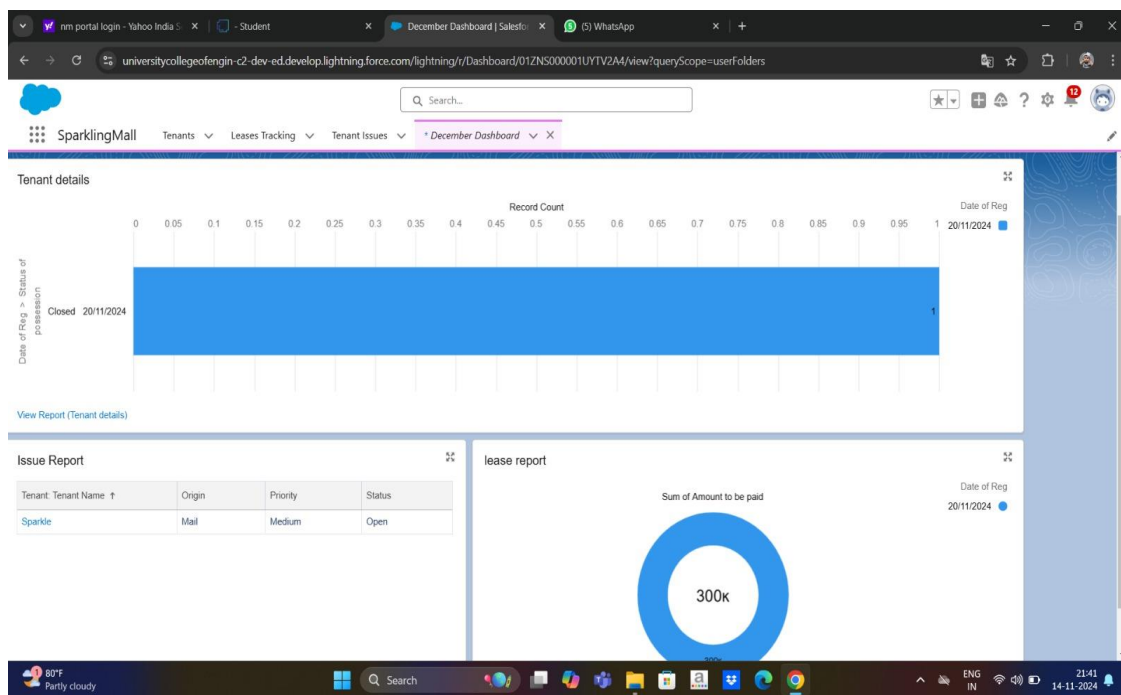 nm portal login - Yahoo India S
- Student
December Dashboard | Salesfor
(5) WhatsApp
universitycollegeofengin-c2-dev-ed.develop.lightning.force.com/lightning/r/Dashboard/01ZNS000001UYTV2A4/view?queryScope=userFolders
Search...
12
SparklingMall
Tenants
Leases Tracking
Tenant Issues
* December Dashboard
Tenant details
Record Count
0 0.05 0.1 0.15 0.2 0.25 0.3 0.35 0.4 0.45 0.5 0.55 0.6 0.65 0.7 0.75 0.8 0.85 0.9 0.95 1
Date of Reg
20/11/2024
Date of Reg > Status of
possession
Closed 20/11/2024
1
View Report (Tenant details)
Issue Report
Tenant: Tenant Name ↑ Origin Priority Status
Sparkle Mail Medium Open
lease report
Sum of Amount to be paid
Date of Reg
20/11/2024
300K
300K
1
80°F
Partly cloudy
Search
ENG
IN
21:41
14-11-2024